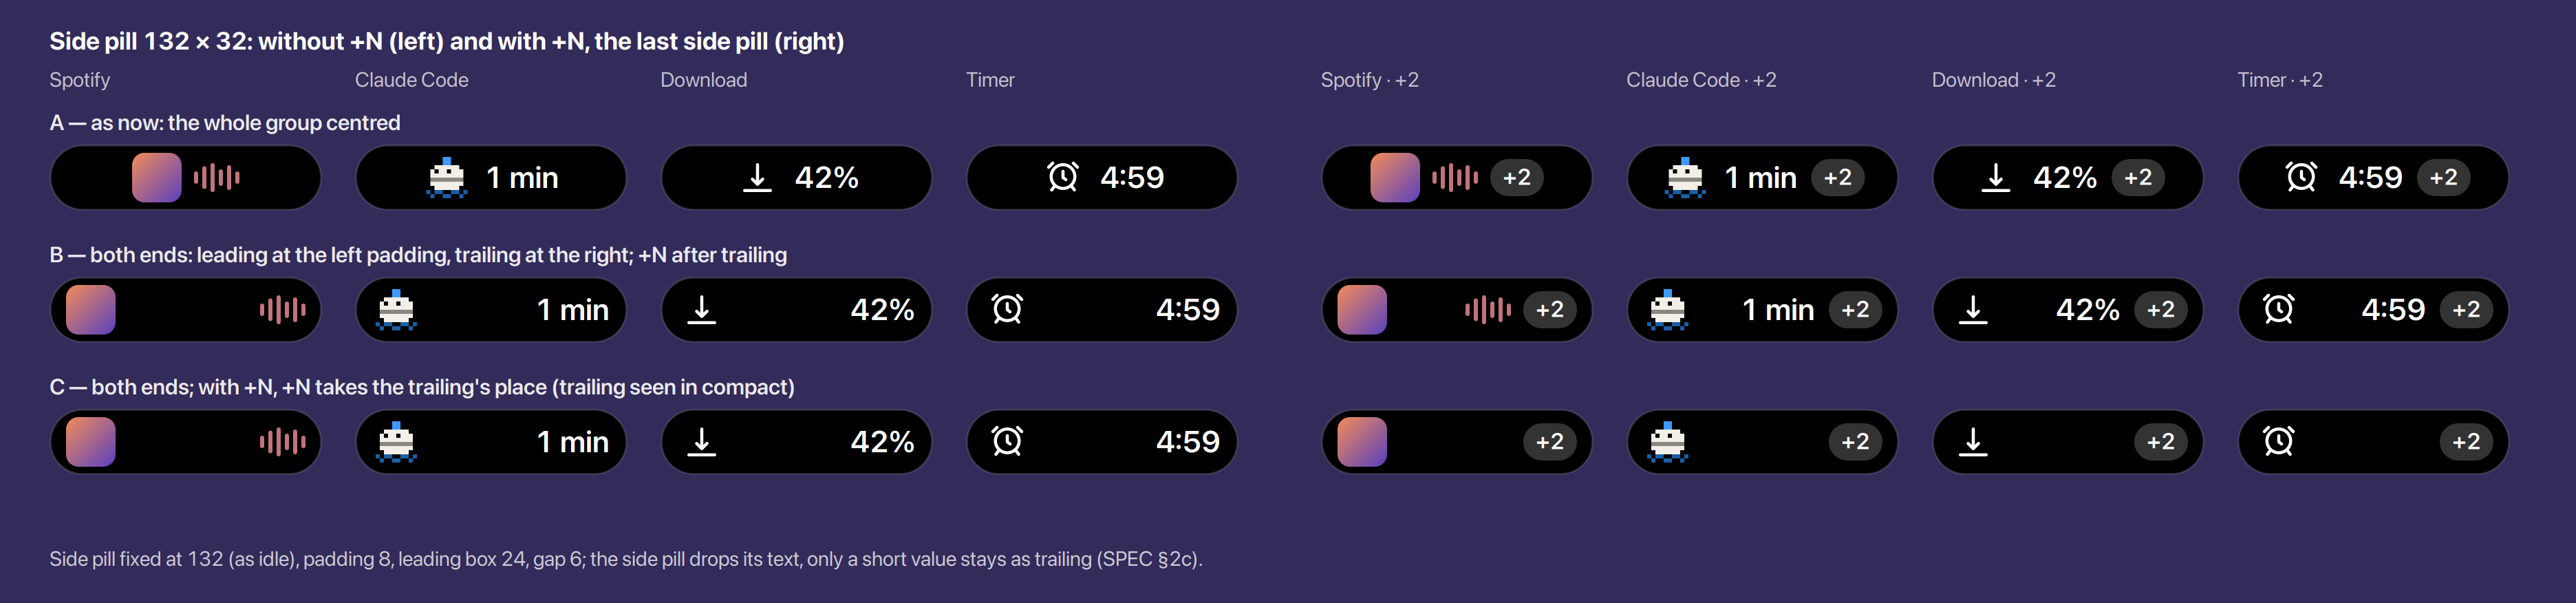 Side pill 132 × 32: without +N (left) and with +N, the last side pill (right)
Spotify Claude Code Download Timer Spotify · +2 Claude Code · +2 Download · +2 Timer · +2
A — as now: the whole group centred
1 min 42% 4:59 +2 1 min +2 42% +2 4:59 +2
B — both ends: leading at the left padding, trailing at the right; +N after trailing
1 min 42% 4:59 +2 1 min +2 42% +2 4:59 +2
C — both ends; with +N, +N takes the trailing's place (trailing seen in compact)
1 min 42% 4:59 +2 +2 +2 +2
Side pill fixed at 132 (as idle), padding 8, leading box 24, gap 6; the side pill drops its text, only a short value stays as trailing (SPEC §2c).